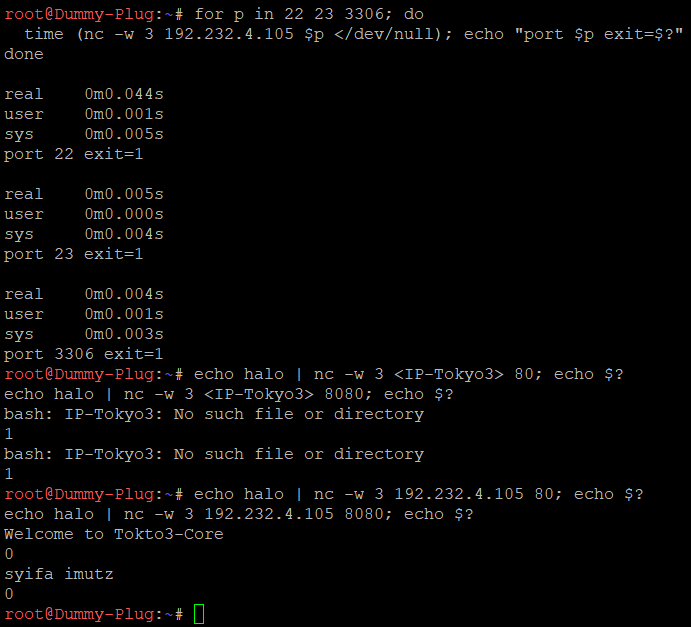 root@Dummy-Plug:~# for p in 22 23 3306; do
  time (nc -w 3 192.232.4.105 $p </dev/null); echo "port $p exit=$?"
done

real    0m0.044s
user    0m0.001s
sys     0m0.005s
port 22 exit=1

real    0m0.005s
user    0m0.000s
sys     0m0.004s
port 23 exit=1

real    0m0.004s
user    0m0.001s
sys     0m0.003s
port 3306 exit=1
root@Dummy-Plug:~# echo halo | nc -w 3 <IP-Tokyo3> 80; echo $?
echo halo | nc -w 3 <IP-Tokyo3> 8080; echo $?
bash: IP-Tokyo3: No such file or directory
1
bash: IP-Tokyo3: No such file or directory
1
root@Dummy-Plug:~# echo halo | nc -w 3 192.232.4.105 80; echo $?
echo halo | nc -w 3 192.232.4.105 8080; echo $?
Welcome to Tokto3-Core
0
syifa imutz
0
root@Dummy-Plug:~#